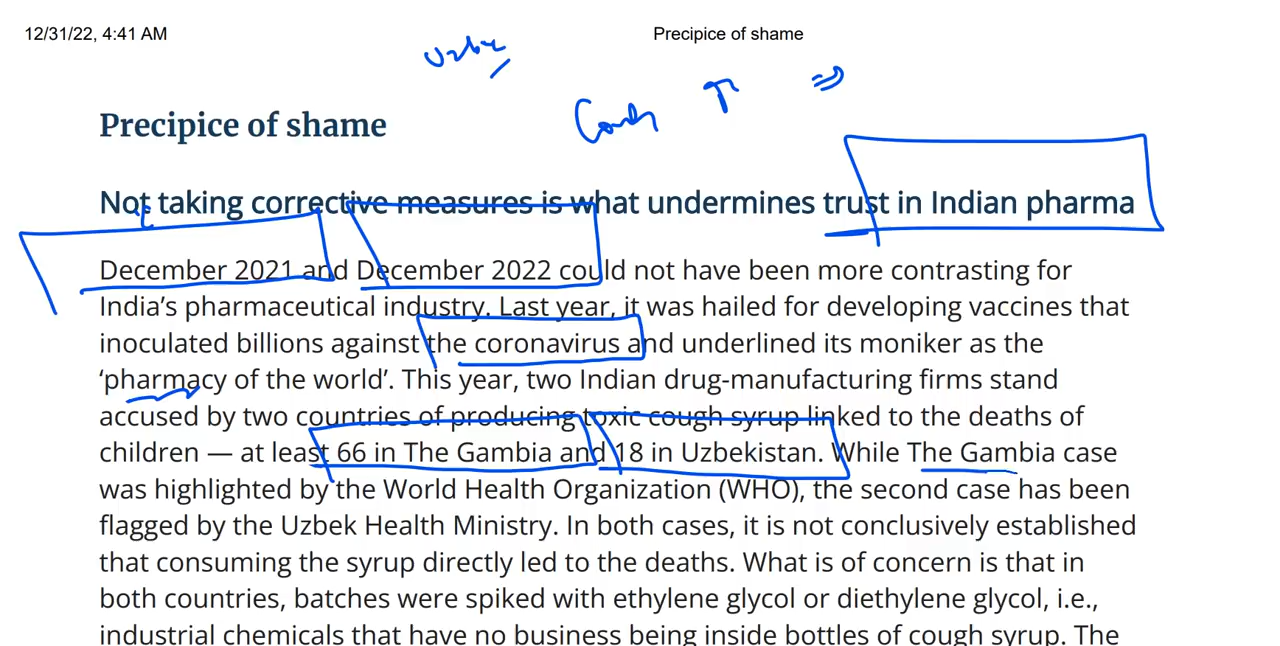 12/31/22, 4:41 AM Precipice of shame
Uzbe
Cough
Precipice of shame
Not taking corrective measures is what undermines trust in Indian pharma
December 2021 and December 2022 could not have been more contrasting for
India’s pharmaceutical industry. Last year, it was hailed for developing vaccines that
inoculated billions against the coronavirus and underlined its moniker as the
‘pharmacy of the world’. This year, two Indian drug-manufacturing firms stand
accused by two countries of producing toxic cough syrup linked to the deaths of
children — at least 66 in The Gambia and 18 in Uzbekistan. While The Gambia case
was highlighted by the World Health Organization (WHO), the second case has been
flagged by the Uzbek Health Ministry. In both cases, it is not conclusively established
that consuming the syrup directly led to the deaths. What is of concern is that in
both countries, batches were spiked with ethylene glycol or diethylene glycol, i.e.,
industrial chemicals that have no business being inside bottles of cough syrup. The